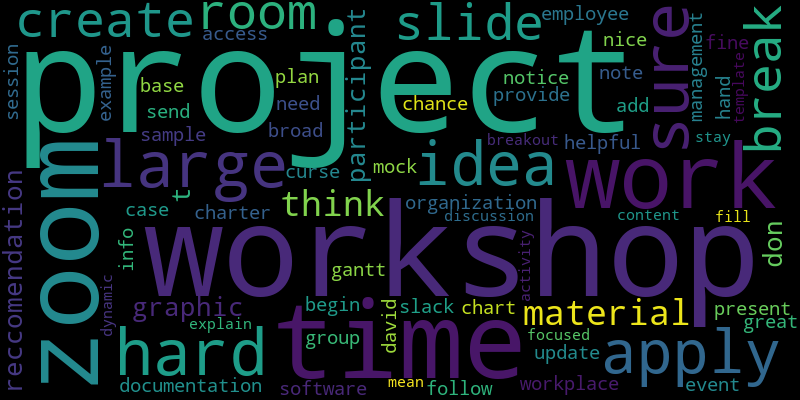 create
room
slide
employee
access
project
participant
nice
sure
management
fine
break
session
example
base
plan
notice
note
send
need
chance
provide
add
hand
template
sample
broad
breakout
helpful
stay
zoom
large
curse
mock
idea
work
reccomendation
t
think
organization
case
charter
discussion
content
fill
info
workshop
don
gantt
activity
dynamic
graphic
begin
david
slack
chart
material
present
great
explain
time
group
focused
update
apply
hard
documentation
software
mean
follow
workplace
event